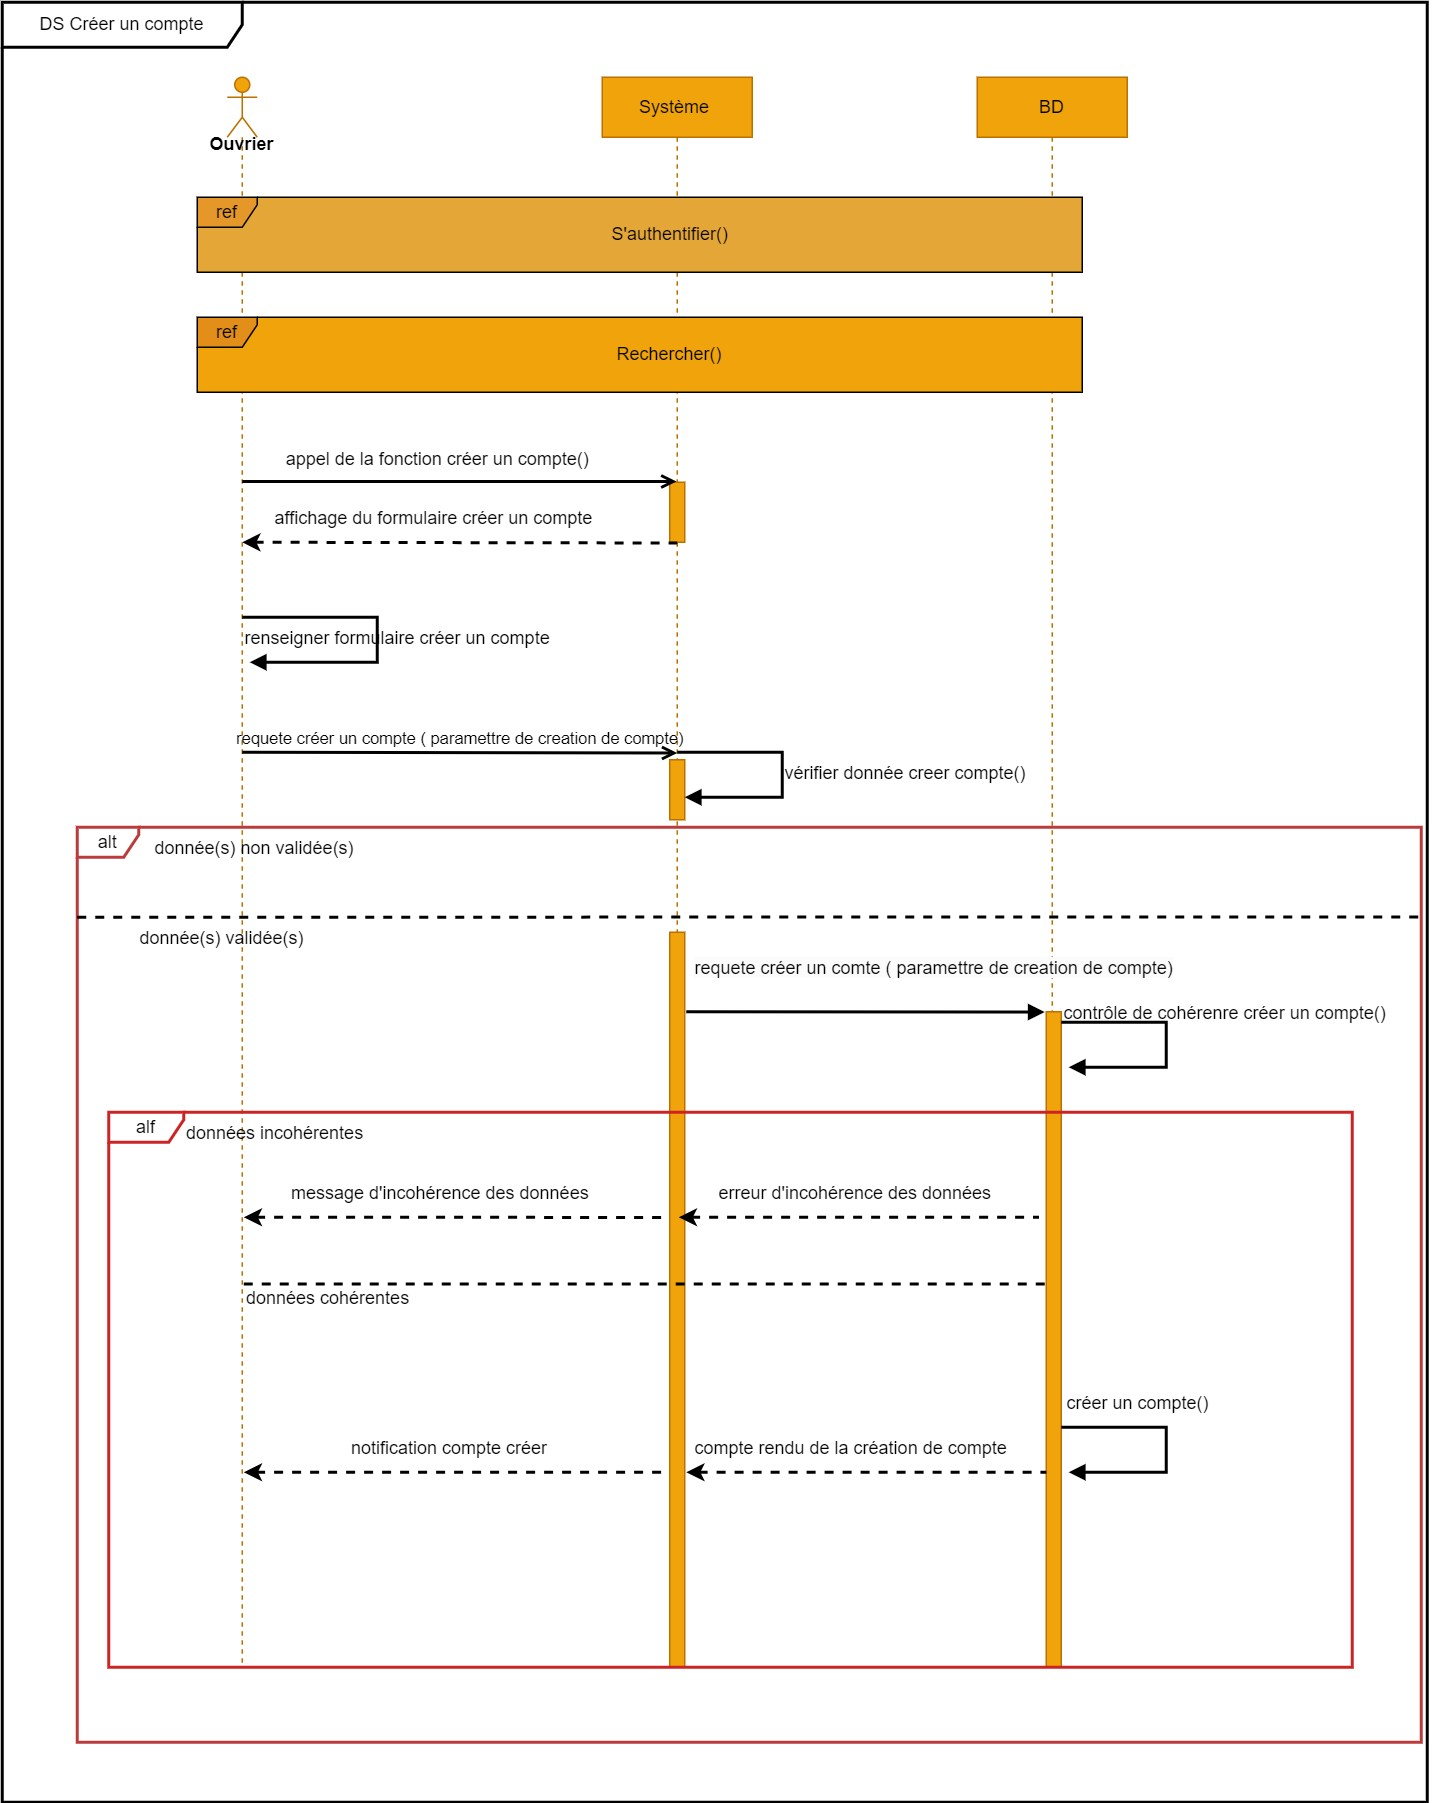 DS Créer un compte
Ouvrier
Système
BD
ref
S'authentifier()
ref
Rechercher()
appel de la fonction créer un compte()
affichage du formulaire créer un compte
renseigner formulaire créer un compte
requete créer un compte ( paramettre de creation de compte)
vérifier donnée creer compte()
alt
donnée(s) non validée(s)
donnée(s) validée(s)
requete créer un comte ( paramettre de creation de compte)
contrôle de cohérenre créer un compte()
alf
données incohérentes
message d'incohérence des données
erreur d'incohérence des données
données cohérentes
créer un compte()
notification compte créer
compte rendu de la création de compte